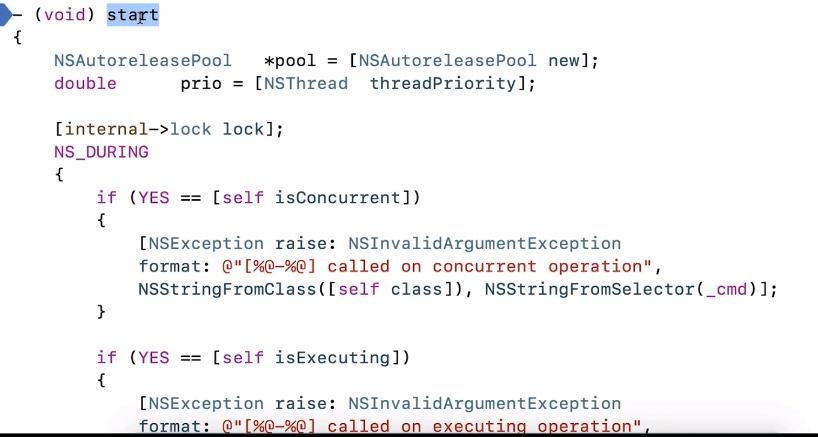 - (void) start
{
    NSAutoreleasePool   *pool = [NSAutoreleasePool new];
    double      prio = [NSThread  threadPriority];
    [internal->lock lock];
    NS_DURING
    {
        if (YES == [self isConcurrent])
        {
            [NSException raise: NSInvalidArgumentException
            format: @"[%@-%@] called on concurrent operation",
            NSStringFromClass([self class]), NSStringFromSelector(_cmd)];
        }
        if (YES == [self isExecuting])
        {
            [NSException raise: NSInvalidArgumentException
            format: @"[%@-%@] called on executing operation",